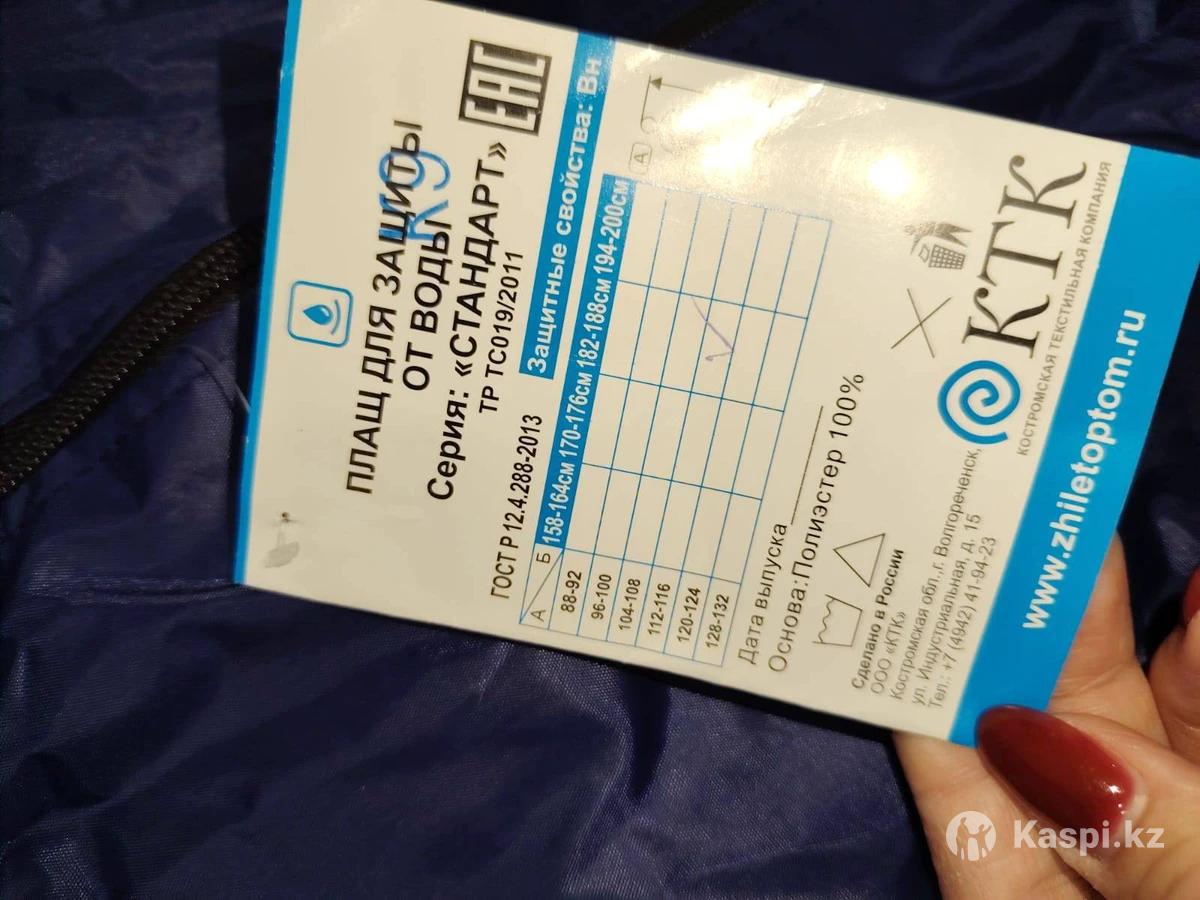 ПЛАЩ ДЛЯ ЗАЩИТЫ
ОТ ВОДЫ
К9
Серия: «СТАНДАРТ»
ТР ТС019/2011
ЕАС
ГОСТ Р 12.4.288-2013
Защитные свойства: Вн
А Б 158-164см 170-176см 182-188см 194-200см
88-92
96-100
104-108
112-116
120-124
128-132
А
Дата выпуска
Основа: Полиэстер 100%
Сделано в России
ООО «КТК»
Костромская обл., г. Волгореченск,
ул. Индустриальная, д. 15
Тел.: +7 (4942) 41-94-23
КТК
КОСТРОМСКАЯ ТЕКСТИЛЬНАЯ КОМПАНИЯ
www.zhiletoptom.ru
Kaspi.kz